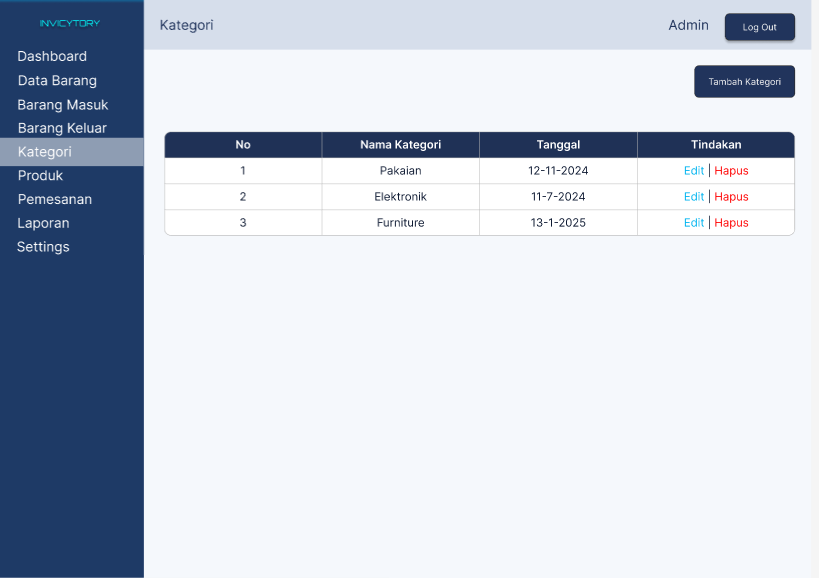 INVICYTORY
Kategori
Admin
Log Out
Dashboard
Data Barang
Barang Masuk
Barang Keluar
Kategori
Produk
Pemesanan
Laporan
Settings
Tambah Kategori
No Nama Kategori Tanggal Tindakan
1 Pakaian 12-11-2024 Edit | Hapus
2 Elektronik 11-7-2024 Edit | Hapus
3 Furniture 13-1-2025 Edit | Hapus